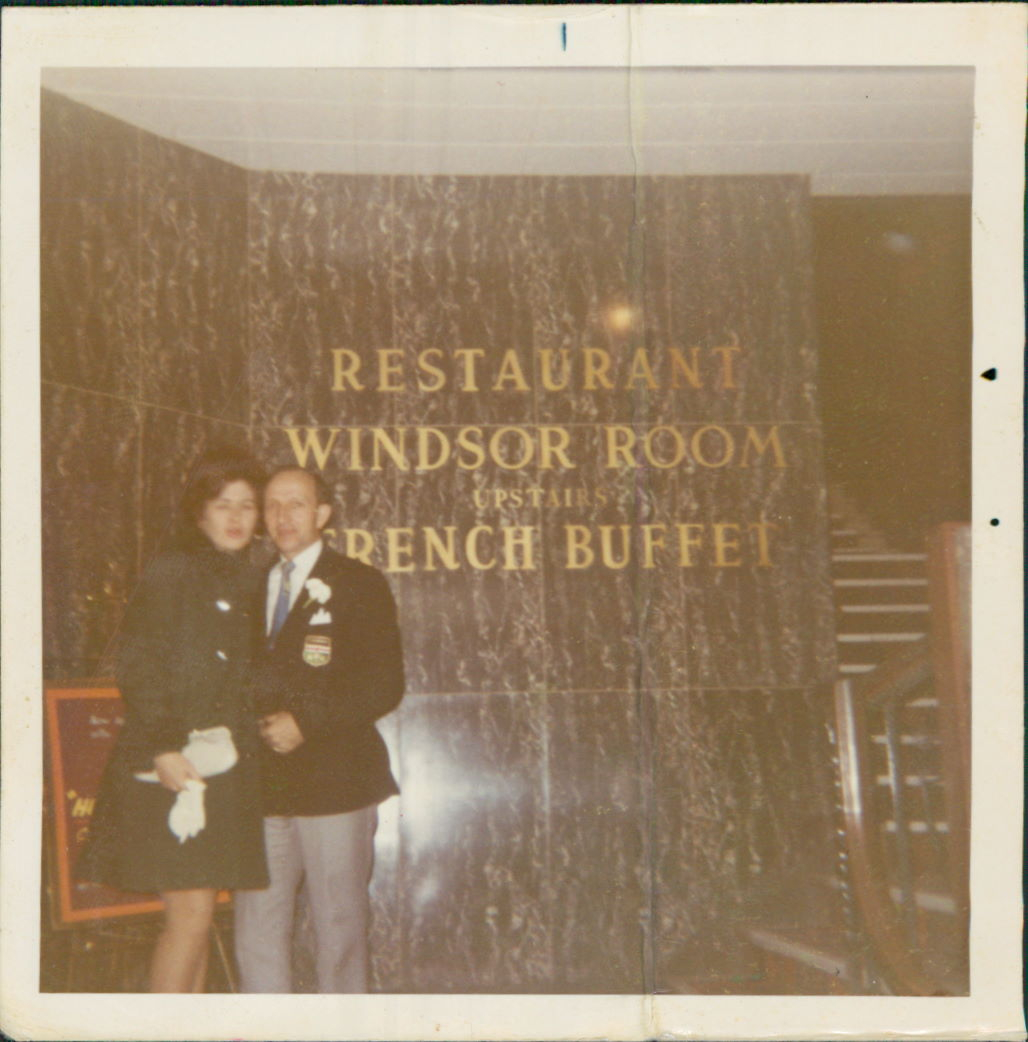 RESTAURANT
WINDSOR ROOM
UPSTAIRS
FRENCH BUFFET